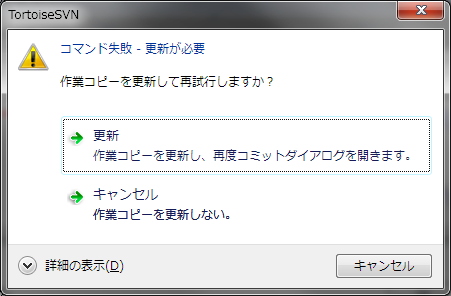 TortoiseSVN
コマンド失敗 - 更新が必要
作業コピーを更新して再試行しますか？
更新
作業コピーを更新し、再度コミットダイアログを開きます。
キャンセル
作業コピーを更新しない。
詳細の表示(D)
キャンセル